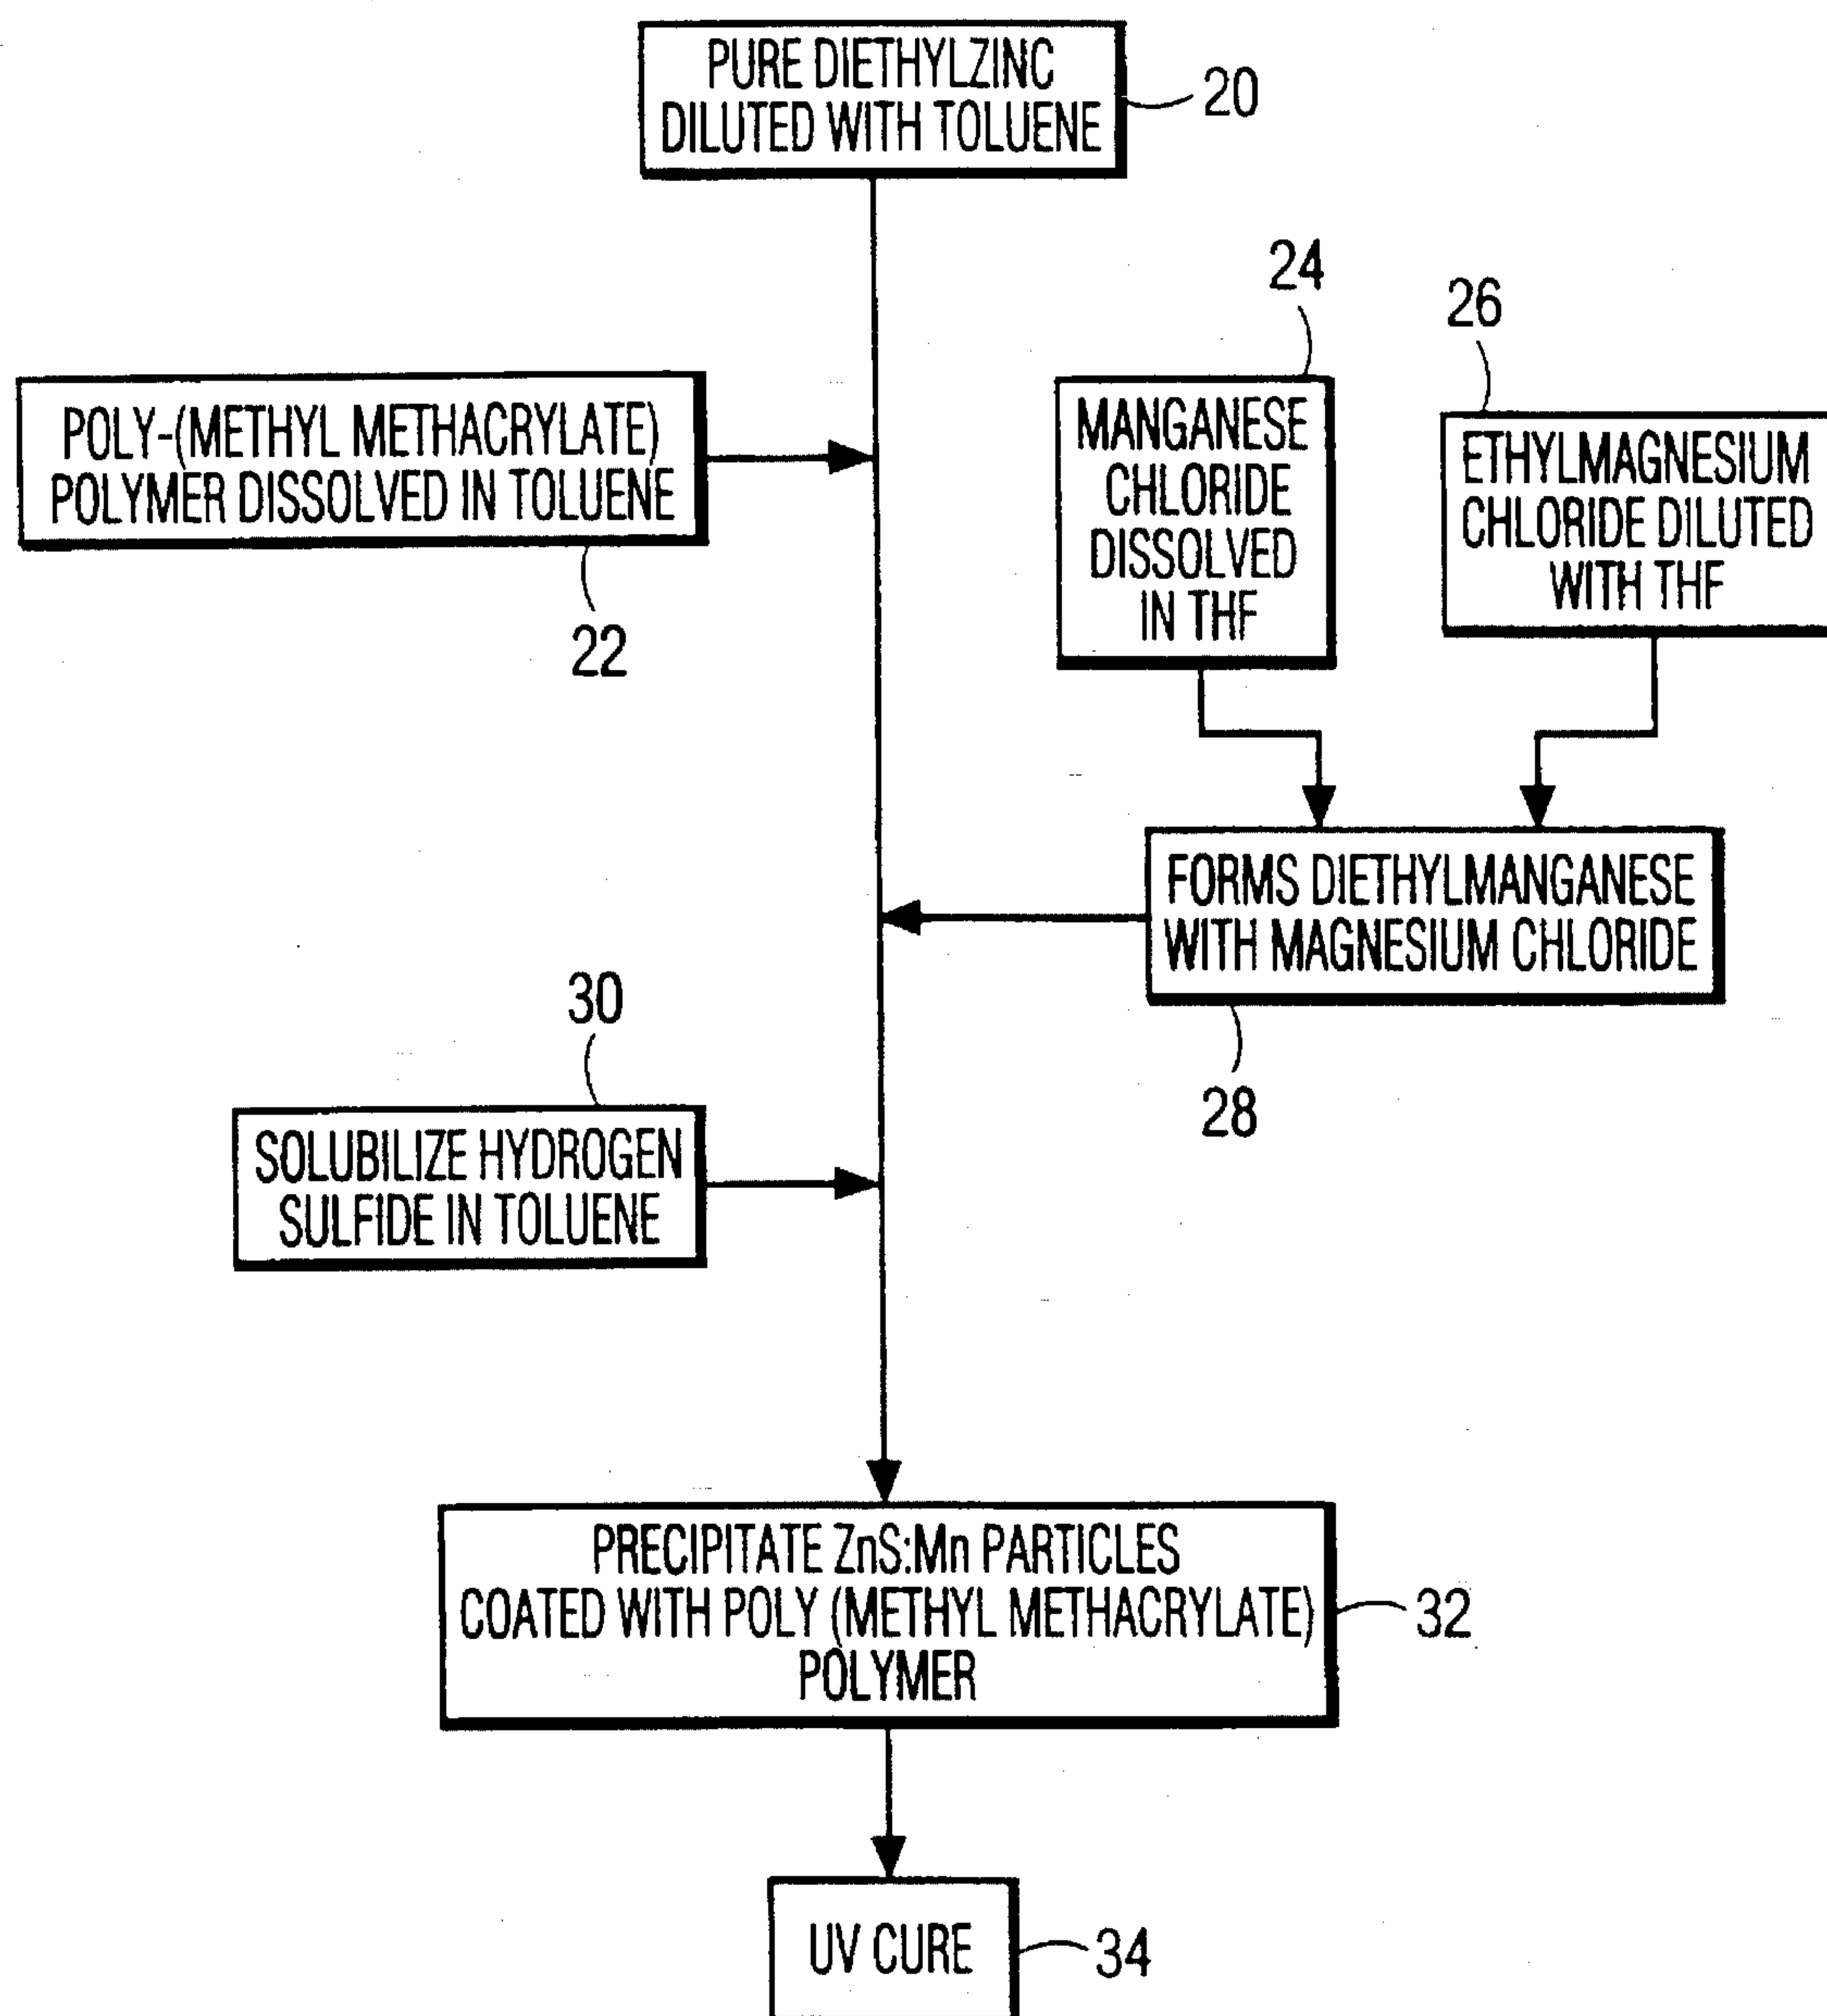 PURE DIETHYLZINC
DILUTED WITH TOLUENE
20
24
26
POLY-(METHYL METHACRYLATE)
POLYMER DISSOLVED IN TOLUENE
22
MANGANESE
CHLORIDE
DISSOLVED
IN THF
ETHYLMAGNESIUM
CHLORIDE DILUTED
WITH THF
FORMS DIETHYLMANGANESE
WITH MAGNESIUM CHLORIDE
28
30
SOLUBILIZE HYDROGEN
SULFIDE IN TOLUENE
PRECIPITATE ZnS:Mn PARTICLES
COATED WITH POLY (METHYL METHACRYLATE)
POLYMER
32
UV CURE
34